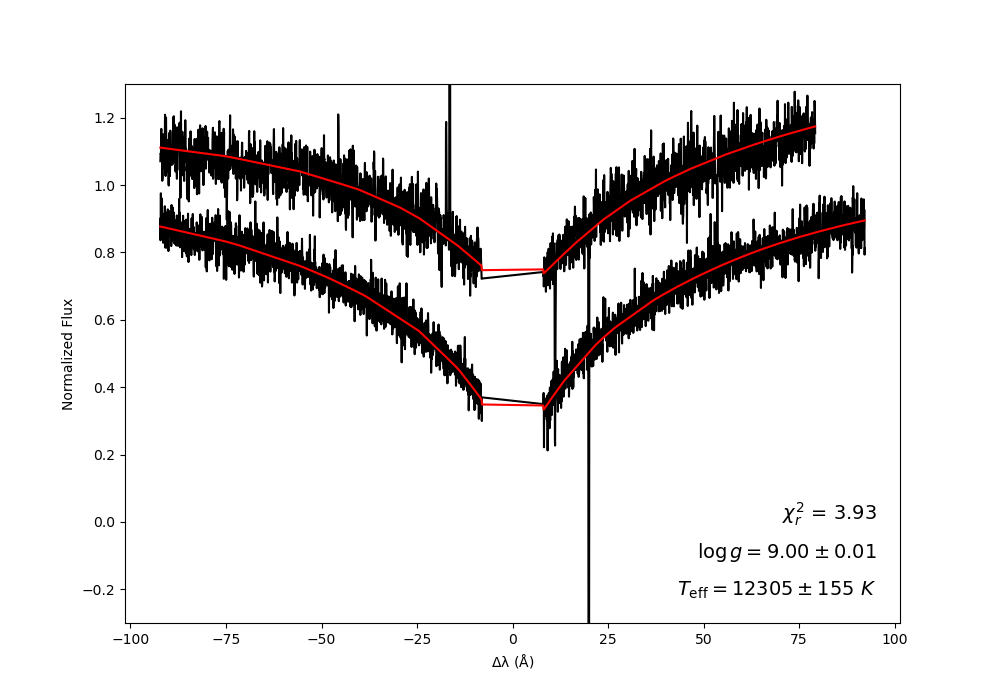 1.2
1.0
0.8
0.6
0.4
0.2
0.0
−0.2
Normalized Flux
χ²ᵣ = 3.93
log g = 9.00 ± 0.01
T_eff = 12305 ± 155 K
−100 −75 −50 −25 0 25 50 75 100
Δλ (Å)